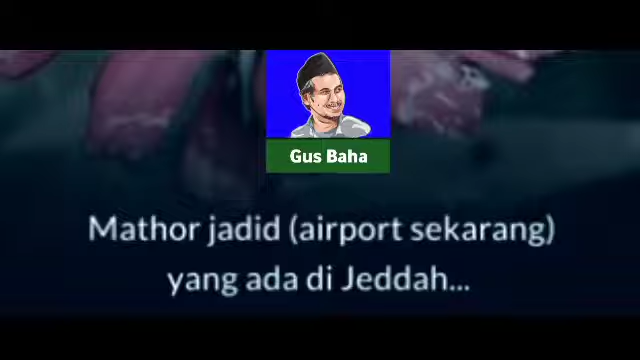 Gus Baha
Mathor jadid (airport sekarang)
yang ada di Jeddah...